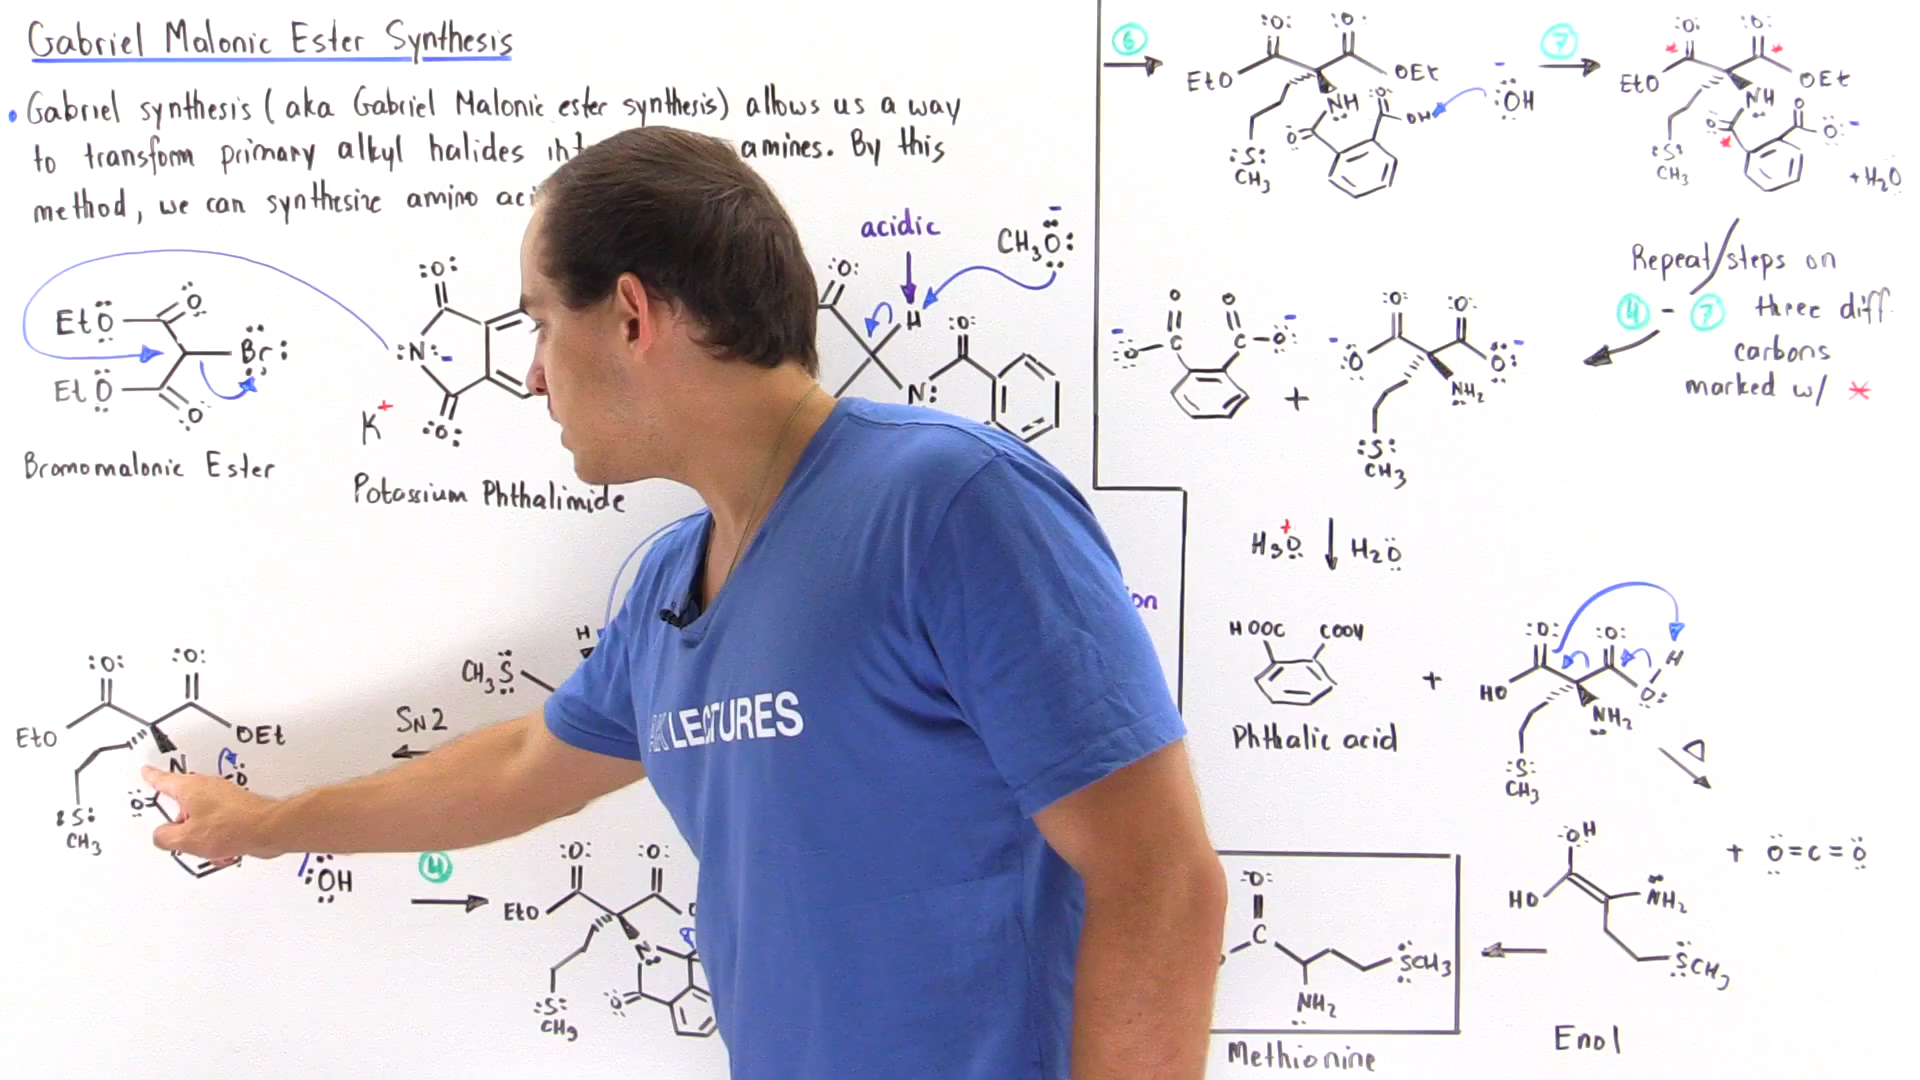 Gabriel Malonic Ester Synthesis
• Gabriel synthesis (aka Gabriel Malonic ester synthesis) allows us a way
to transform primary alkyl halides amines. By this
method, we can synthesize amino
acidic
CH3O:
EtO
Br:
EtO
O
O
:O:
:N:-
K+
:O:
:O:
H
:O:
N:
Bromomalonic Ester
Potassium Phthalimide
:O: :O:
EtO OEt
N
O
O
:S:
CH3
:OH
H
CH3S
SN2
4
:O: :O:
EtO
N
O
:S:
CH3
6
:O: :O:
EtO OEt
NH
O
O
OH
:S:
CH3
:OH
7
:O: :O:
EtO OEt
NH
O
O
O:-
:S:
CH3
+ H2O
Repeat steps on
4 - 7 three diff
carbons
marked w/ *
O O
C C
-O O:-
+
:O: :O:
-O O:-
NH2
:S:
CH3
H3O+ H2O
on
HOOC COOH
Phthalic acid
+
:O: :O:
H
HO O:
NH2
:S:
CH3
Δ
OH
HO NH2
SCH3
+ O=C=O
Enol
:O:
C
SCH3
NH2
Methionine
AK LECTURES